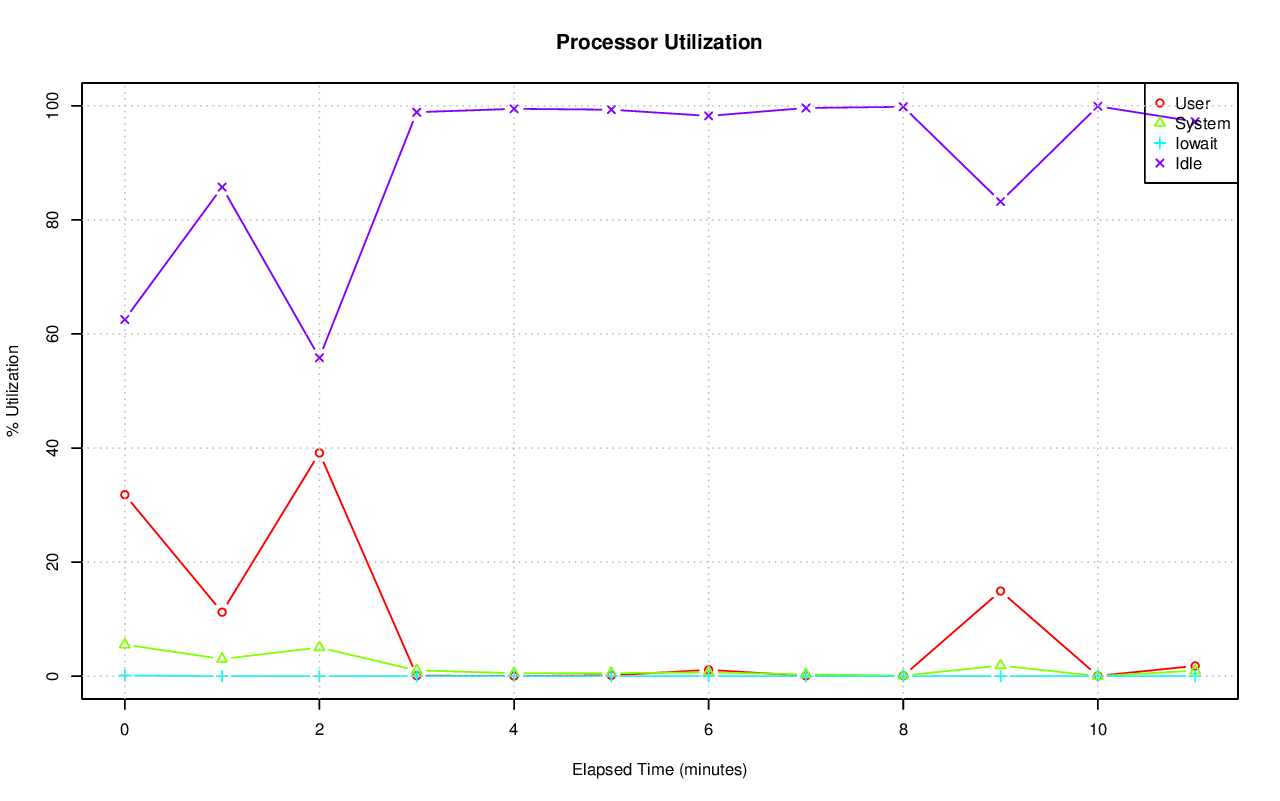 Processor Utilization
100
80
60
40
20
0
% Utilization
User
System
Iowait
Idle
0 2 4 6 8 10
Elapsed Time (minutes)